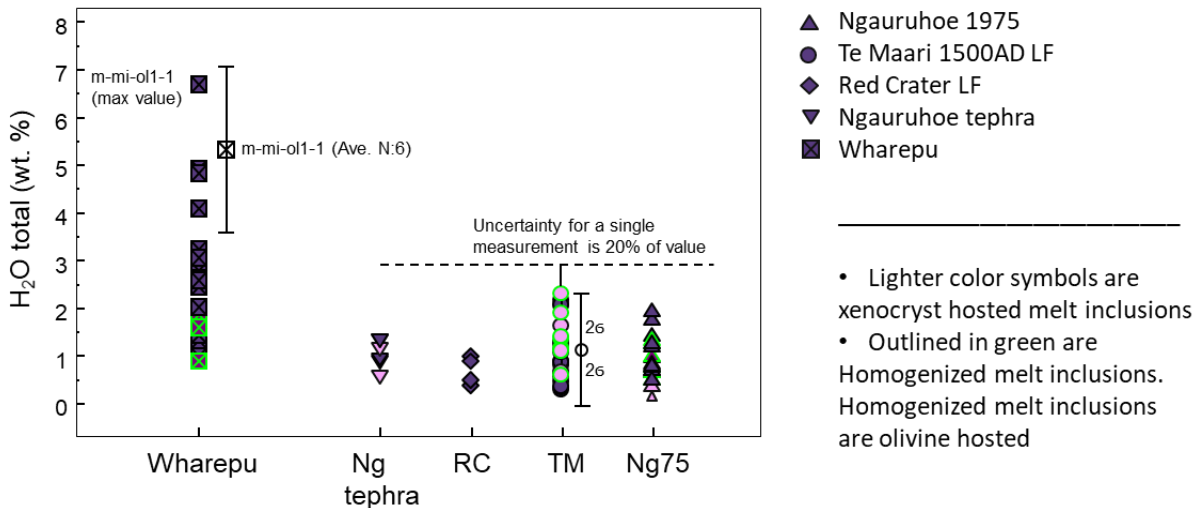 8
7
6
5
4
3
2
1
0
H₂O total (wt. %)
m-mi-ol1-1
(max value)
m-mi-ol1-1 (Ave. N:6)
Uncertainty for a single
measurement is 20% of value
2σ
2σ
Wharepu
Ng
tephra
RC
TM
Ng75
Ngauruhoe 1975
Te Maari 1500AD LF
Red Crater LF
Ngauruhoe tephra
Wharepu
• Lighter color symbols are
xenocryst hosted melt inclusions
• Outlined in green are
Homogenized melt inclusions.
Homogenized melt inclusions
are olivine hosted